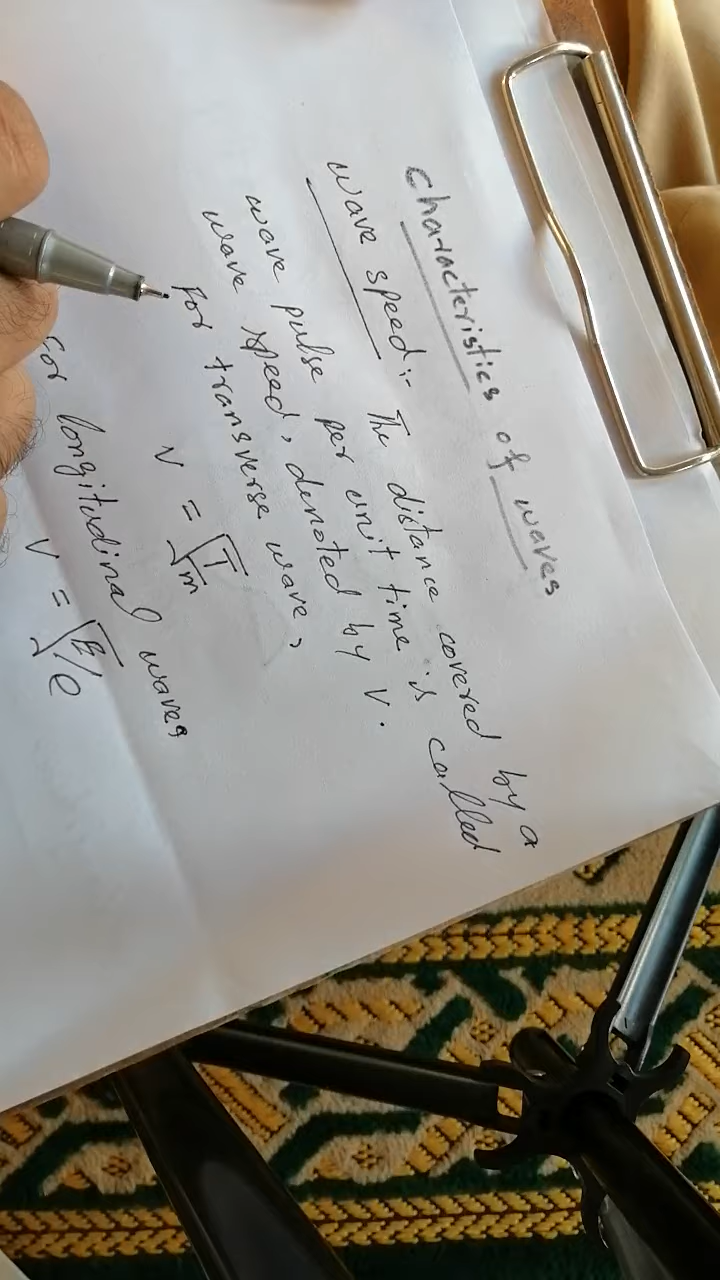 Characteristics of waves
wave speed:- The distance covered by a
wave pulse per unit time is called
wave speed, denoted by v.
For transverse wave,
v = √T/m
For longitudinal waves
v = √E/ρ